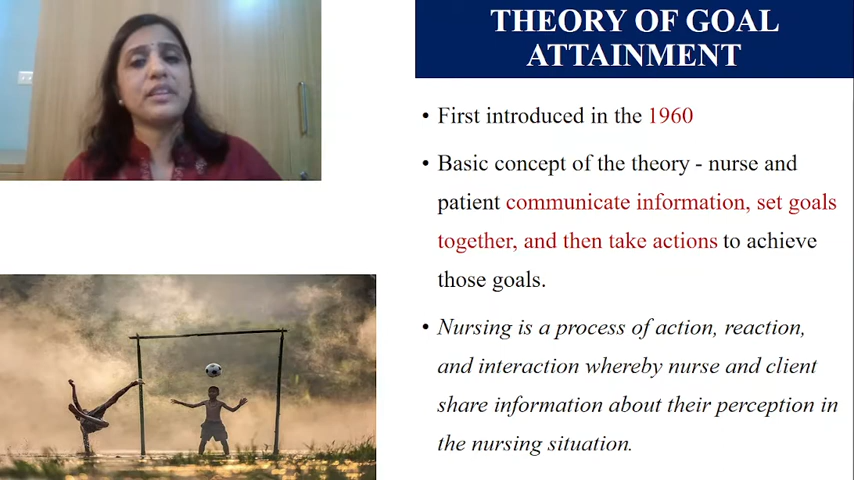 THEORY OF GOAL
ATTAINMENT
• First introduced in the 1960
• Basic concept of the theory - nurse and
patient communicate information, set goals
together, and then take actions to achieve
those goals.
• Nursing is a process of action, reaction,
and interaction whereby nurse and client
share information about their perception in
the nursing situation.